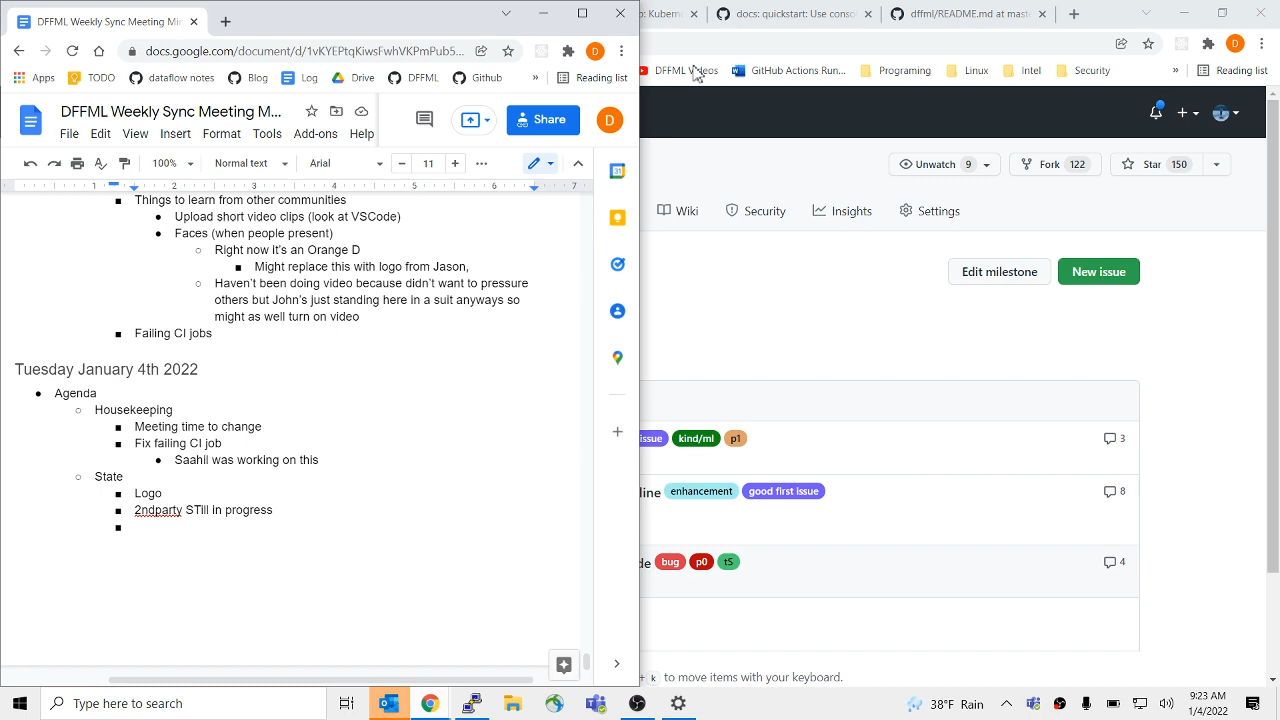 DFFML Weekly Sync Meeting Mi
: Kuberne
docs: quickstart: Use conso
dffml/README.md at mast
docs.google.com/document/d/1vKYEPtqKiwsFwhVKPmPub5...
D
D
Apps
TODO
dataflow notes
Blog
Log
Drive
DFFML
Github
»
Reading list
DFFML Videos
GitHub Actions Run...
Programing
Linux
Intel
Security
»
Reading list
DFFML Weekly Sync Meeting M...
File Edit View Insert Format Tools Add-ons Help
Share
D
100%
Normal text
Arial
11
1 2 3 4 5 6 7
Unwatch 9
Fork 122
Star 150
Wiki
Security
Insights
Settings
Edit milestone
New issue
Things to learn from other communities
Upload short video clips (look at VSCode)
Faces (when people present)
Right now it's an Orange D
Might replace this with logo from Jason,
Haven't been doing video because didn't want to pressure
others but John's just standing here in a suit anyways so
might as well turn on video
Failing CI jobs
Tuesday January 4th 2022
Agenda
Housekeeping
Meeting time to change
Fix failing CI job
Saahil was working on this
State
Logo
2ndparty STill in progress
31
issue
kind/ml
p1
3
line
enhancement
good first issue
8
de
bug
p0
tS
4
+ k to move items with your keyboard.
Type here to search
38°F Rain
9:23 AM
1/4/2022